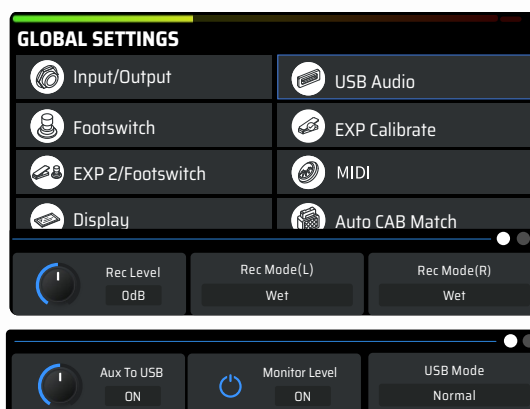 GLOBAL SETTINGS
Input/Output
USB Audio
Footswitch
EXP Calibrate
EXP 2/Footswitch
MIDI
Display
Auto CAB Match
Rec Level
Rec Mode(L)
Rec Mode(R)
0dB
Wet
Wet
Aux To USB
Monitor Level
USB Mode
ON
ON
Normal